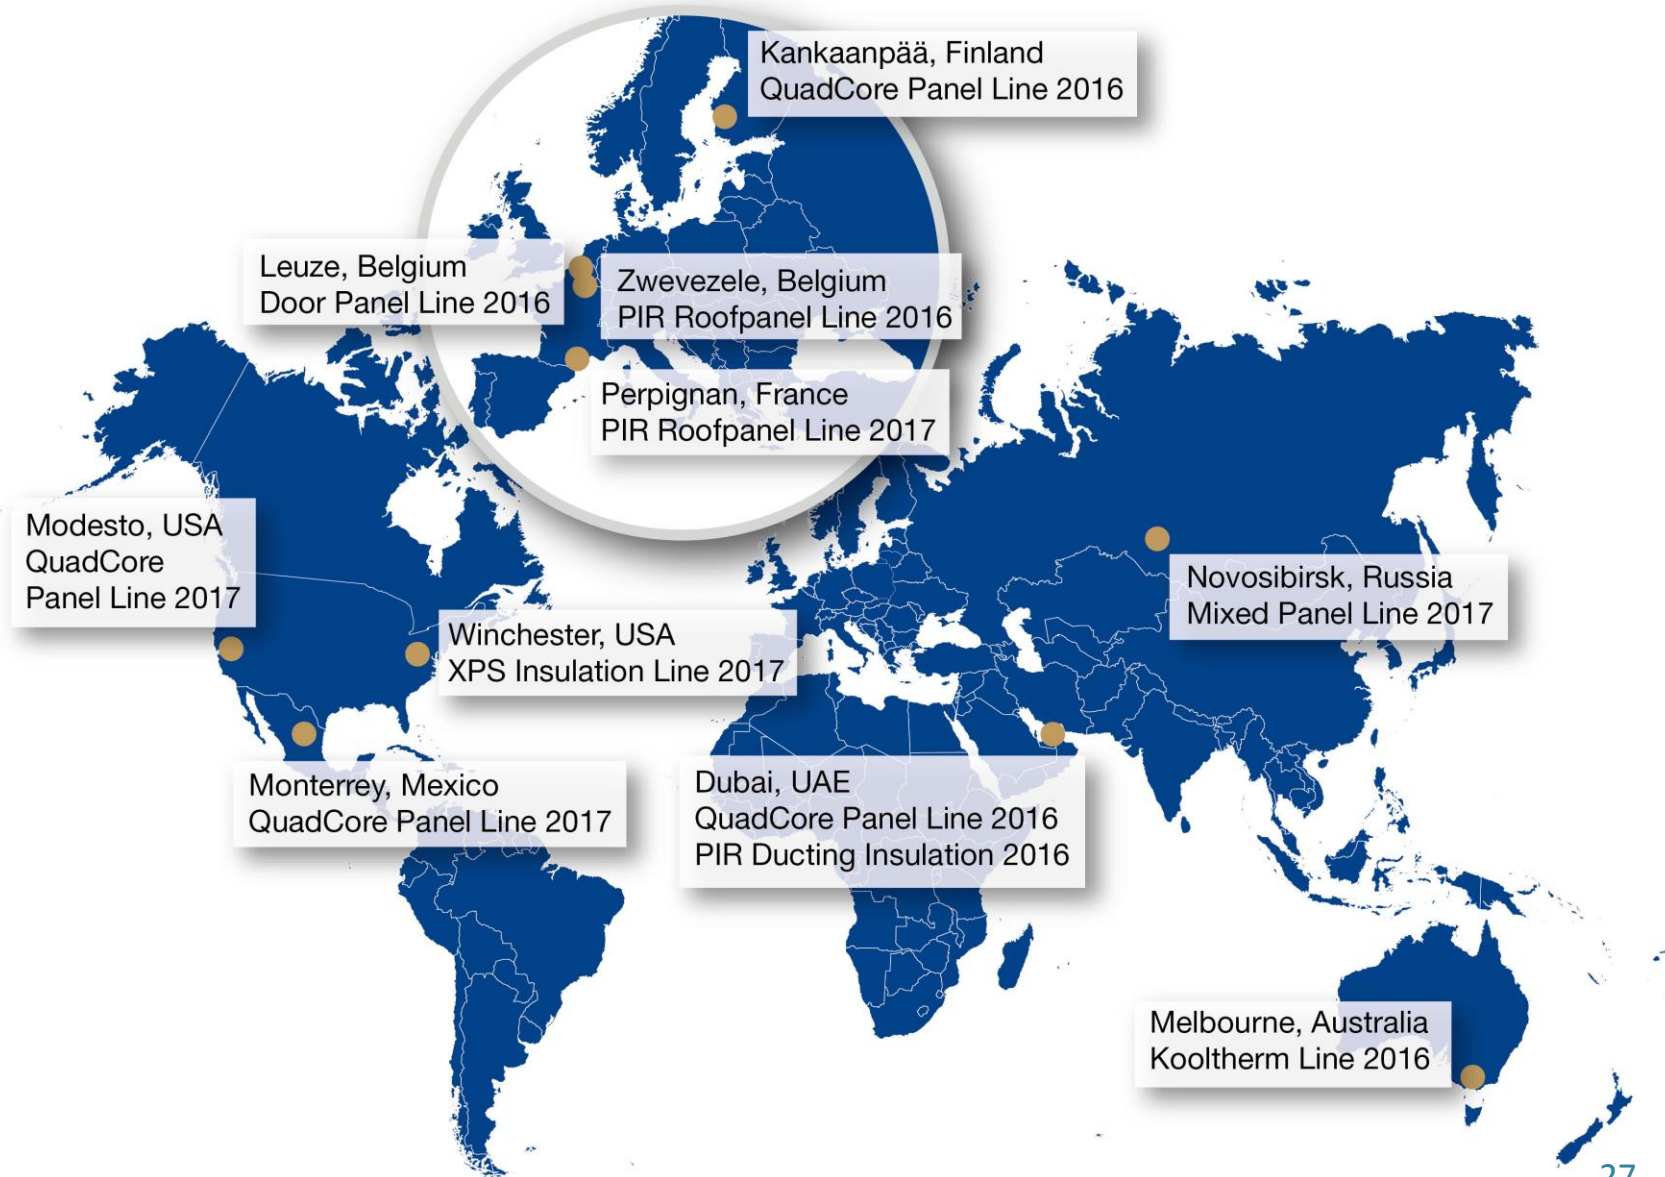 Kankaanpää, Finland
QuadCore Panel Line 2016
Leuze, Belgium
Door Panel Line 2016
Zwevezele, Belgium
PIR Roofpanel Line 2016
Perpignan, France
PIR Roofpanel Line 2017
Modesto, USA
QuadCore
Panel Line 2017
Winchester, USA
XPS Insulation Line 2017
Novosibirsk, Russia
Mixed Panel Line 2017
Monterrey, Mexico
QuadCore Panel Line 2017
Dubai, UAE
QuadCore Panel Line 2016
PIR Ducting Insulation 2016
Melbourne, Australia
Kooltherm Line 2016
27